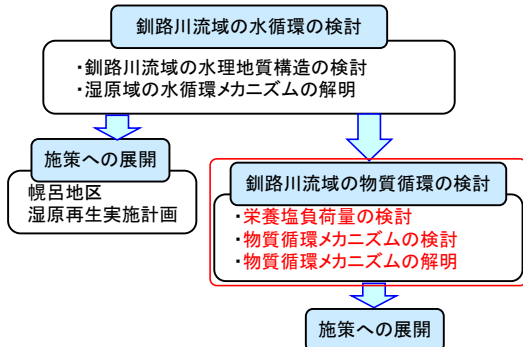 釧路川流域の水循環の検討
・釧路川流域の水理地質構造の検討
・湿原域の水循環メカニズムの解明
施策への展開
幌呂地区
湿原再生実施計画
釧路川流域の物質循環の検討
・栄養塩負荷量の検討
・物質循環メカニズムの検討
・物質循環メカニズムの解明
施策への展開